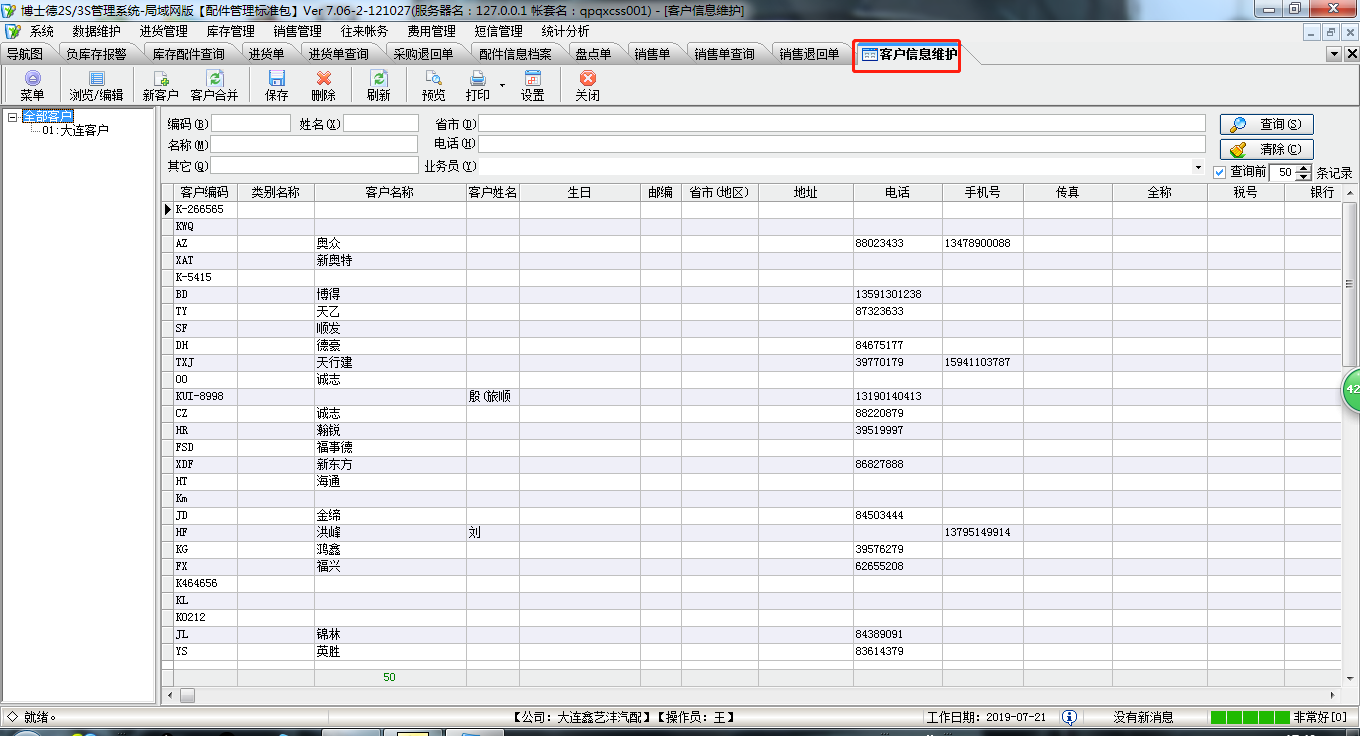 博士德2S/3S管理系统-局域网版【配件管理标准包】Ver 7.06-2-121027(服务器名：127.0.0.1 帐套名：qpqxcss001) - [客户信息维护]
系统 数据维护 进货管理 库存管理 销售管理 往来帐务 费用管理 短信管理 统计分析
导航图 负库存报警 库存配件查询 进货单 进货单查询 采购退回单 配件信息档案 盘点单 销售单 销售单查询 销售退回单 客户信息维护
菜单 浏览/编辑 新客户 客户合并 保存 删除 刷新 预览 打印 设置 关闭
全部客户
01:大连客户
编码(B) 姓名(X) 省市(D) 查询(S)
名称(M) 电话(H) 清除(C)
其它(Q) 业务员(Y) 查询前 50 条记录
客户编码 类别名称 客户名称 客户姓名 生日 邮编 省市(地区) 地址 电话 手机号 传真 全称 税号 银行
K-266565
KWQ
AZ 奥众 88023433 13478900088
XAT 新奥特
K-5415
BD 博得 13591301238
TY 天乙 87323633
SF 顺发
DH 德豪 84675177
TXJ 天行建 39770179 15941103787
OO 诚志
KUI-8998 殷(旅顺 13190140413
CZ 诚志 88220879
HR 瀚锐 39519997
FSD 福事德
XDF 新东方 86827888
HT 海通
Km
JD 金缔 84503444
HF 洪峰 刘 13795149914
KG 鸿鑫 39576279
FX 福兴 62655208
K464656
KL
K0212
JL 锦林 84389091
YS 英胜 83614379
50
42
就绪。 【公司：大连鑫艺沣汽配】【操作员：王】 工作日期：2019-07-21 没有新消息 非常好[0]